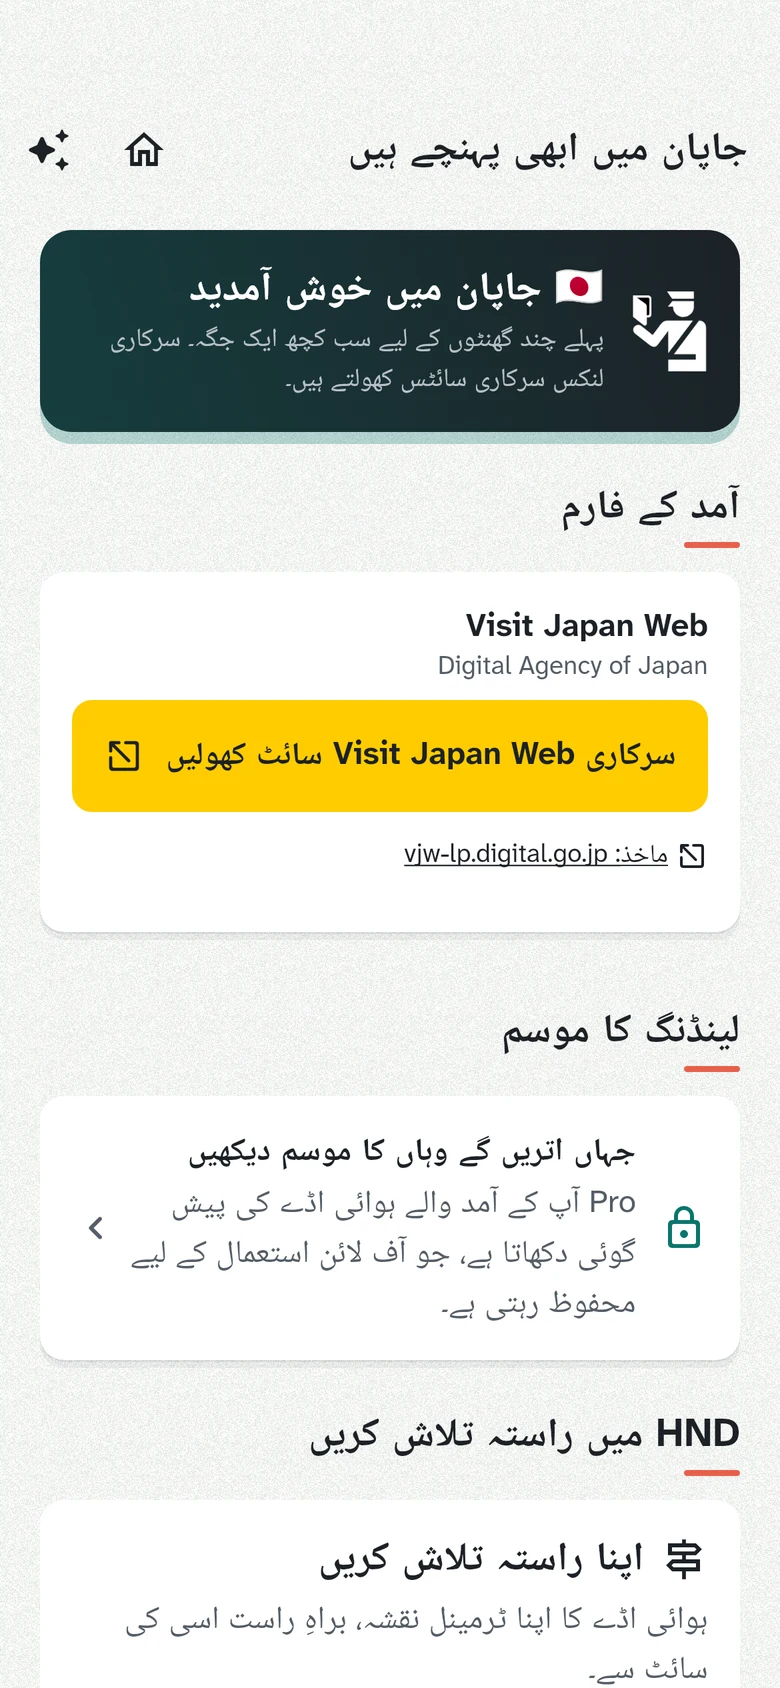 جاپان میں ابھی پہنچے ہیں
🇯🇵 جاپان میں خوش آمدید
پہلے چند گھنٹوں کے لیے سب کچھ ایک جگہ۔ سرکاری
لنکس سرکاری سائٹس کھولتے ہیں۔
آمد کے فارم
Visit Japan Web
Digital Agency of Japan
سرکاری Visit Japan Web سائٹ کھولیں
ماخذ: vjw-lp.digital.go.jp
لینڈنگ کا موسم
جہاں اتریں گے وہاں کا موسم دیکھیں
Pro آپ کے آمد والے ہوائی اڈے کی پیش
گوئی دکھاتا ہے، جو آف لائن استعمال کے لیے
محفوظ رہتی ہے۔
HND میں راستہ تلاش کریں
اپنا راستہ تلاش کریں
ہوائی اڈے کا اپنا ٹرمینل نقشہ، براہِ راست اسی کی
سائٹ سے۔